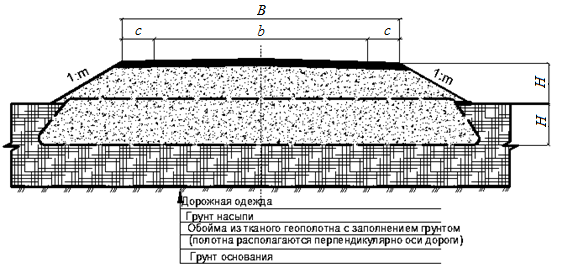 B
c b c
1:m 1:m
H
H
Дорожная одежда
Грунт насыпи
Обойма из тканого геополотна с заполнением грунтом
(полотна располагаются перпендикулярно оси дороги)
Грунт основания